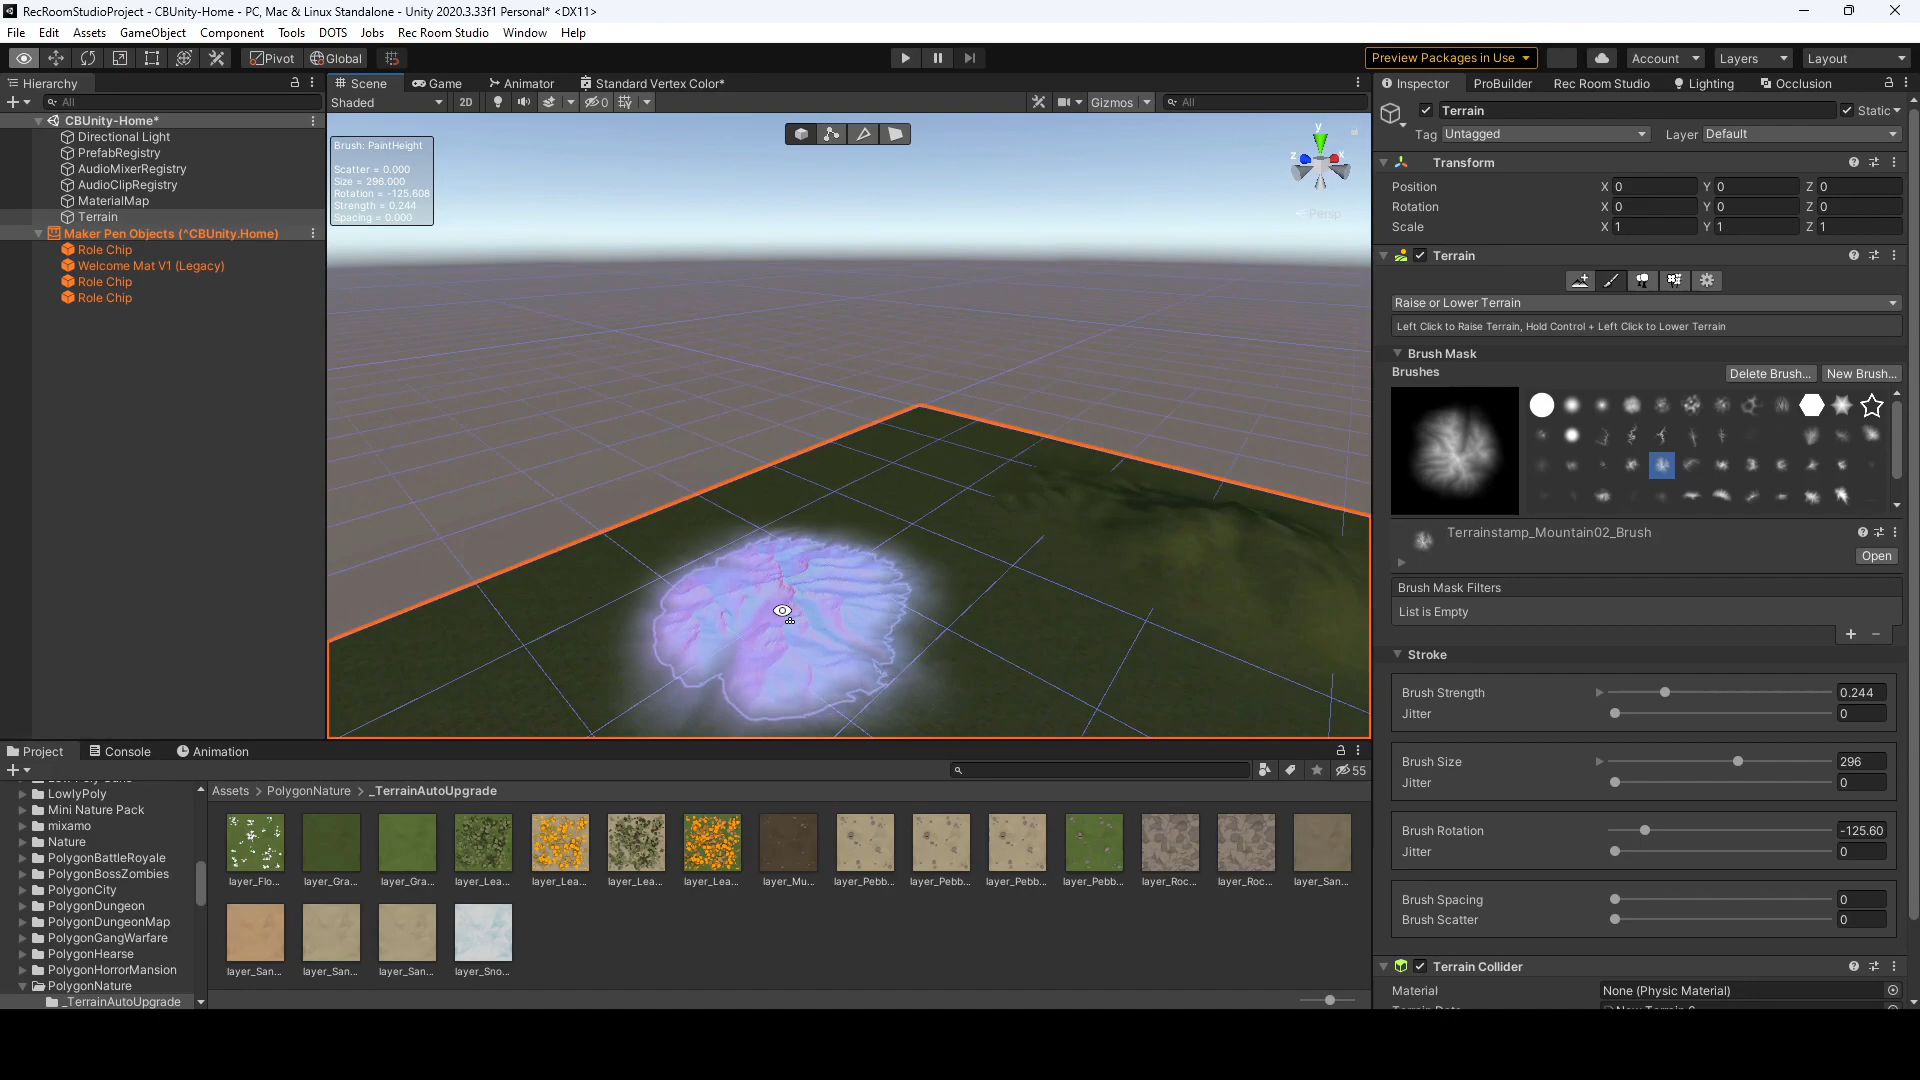 RecRoomStudioProject - CBUnity-Home - PC, Mac & Linux Standalone - Unity 2020.3.33f1 Personal* <DX11>
File Edit Assets GameObject Component Tools DOTS Jobs Rec Room Studio Window Help
Pivot Global Preview Packages in Use Account Layers Layout
Hierarchy
All
CBUnity-Home*
Directional Light
PrefabRegistry
AudioMixerRegistry
AudioClipRegistry
MaterialMap
Terrain
Maker Pen Objects (^CBUnity.Home)
Role Chip
Welcome Mat V1 (Legacy)
Role Chip
Role Chip
Scene Game Animator Standard Vertex Color*
Shaded 2D 0 Gizmos All
Brush: PaintHeight
Scatter = 0.000
Size = 296.000
Rotation = -125.608
Strength = 0.244
Spacing = 0.000
y
z x
Persp
Inspector ProBuilder Rec Room Studio Lighting Occlusion
Terrain Static
Tag Untagged Layer Default
Transform
Position X 0 Y 0 Z 0
Rotation X 0 Y 0 Z 0
Scale X 1 Y 1 Z 1
Terrain
Raise or Lower Terrain
Left Click to Raise Terrain, Hold Control + Left Click to Lower Terrain
Brush Mask
Brushes Delete Brush... New Brush...
Terrainstamp_Mountain02_Brush
Open
Brush Mask Filters
List is Empty
Stroke
Brush Strength 0.244
Jitter 0
Brush Size 296
Jitter 0
Brush Rotation -125.60
Jitter 0
Brush Spacing 0
Brush Scatter 0
Terrain Collider
Material None (Physic Material)
Project Console Animation
55
LowlyPoly
Mini Nature Pack
mixamo
Nature
PolygonBattleRoyale
PolygonBossZombies
PolygonCity
PolygonDungeon
PolygonDungeonMap
PolygonGangWarfare
PolygonHearse
PolygonHorrorMansion
PolygonNature
_TerrainAutoUpgrade
Assets > PolygonNature > _TerrainAutoUpgrade
layer_Flo... layer_Gra... layer_Gra... layer_Lea... layer_Lea... layer_Lea... layer_Lea... layer_Mu... layer_Pebb... layer_Pebb... layer_Pebb... layer_Pebb... layer_Roc... layer_Roc... layer_San...
layer_San... layer_San... layer_San... layer_Sno...